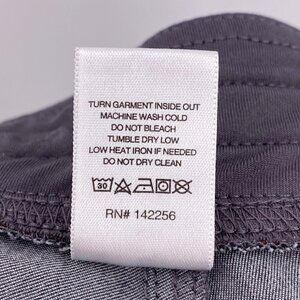 TURN GARMENT INSIDE OUT
MACHINE WASH COLD
DO NOT BLEACH
TUMBLE DRY LOW
LOW HEAT IRON IF NEEDED
DO NOT DRY CLEAN
30
RN# 142256